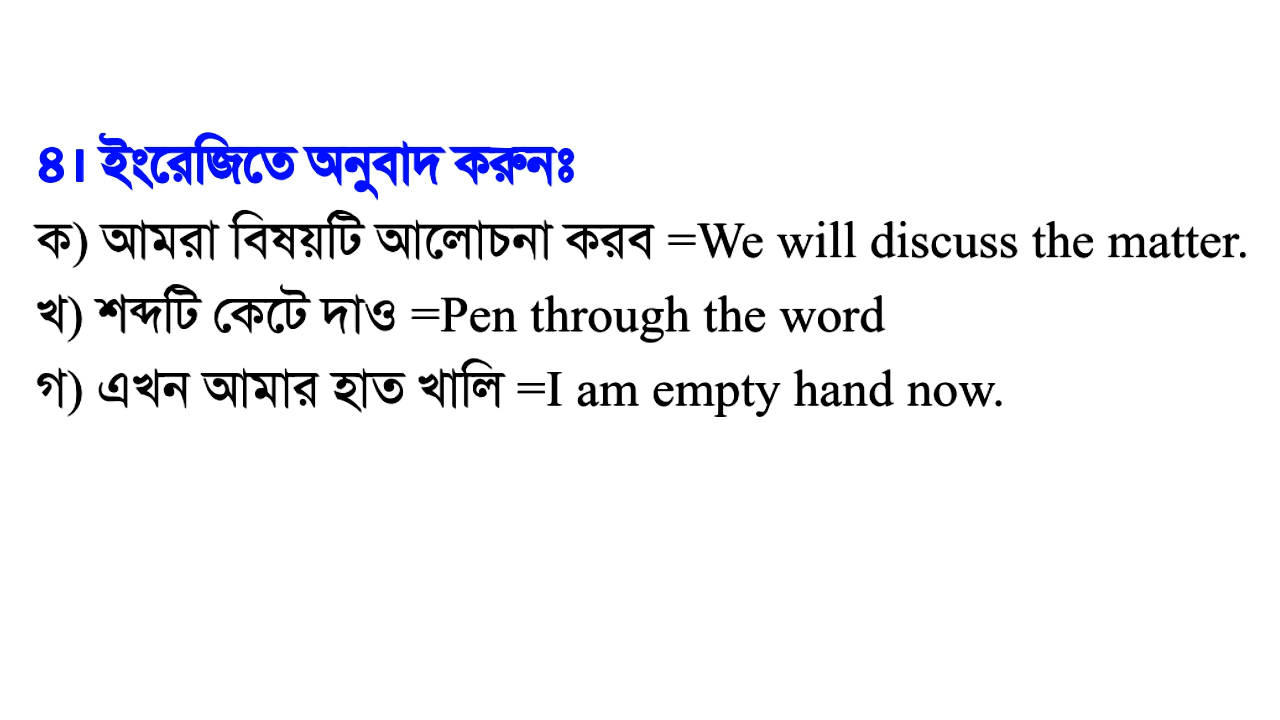 ৪। ইংরেজিতে অনুবাদ করুনঃ
ক) আমরা বিষয়টি আলোচনা করব =We will discuss the matter.
খ) শব্দটি কেটে দাও =Pen through the word
গ) এখন আমার হাত খালি =I am empty hand now.